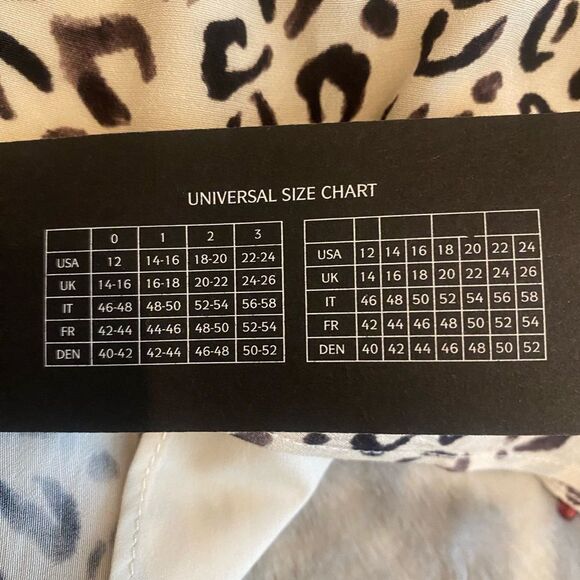 UNIVERSAL SIZE CHART
0 1 2 3
USA 12 14-16 18-20 22-24
UK 14-16 16-18 20-22 24-26
IT 46-48 48-50 52-54 56-58
FR 42-44 44-46 48-50 52-54
DEN 40-42 42-44 46-48 50-52
USA 12 14 16 18 20 22 24
UK 14 16 18 20 22 24 26
IT 46 48 50 52 54 56 58
FR 42 44 46 48 50 52 54
DEN 40 42 44 46 48 50 52